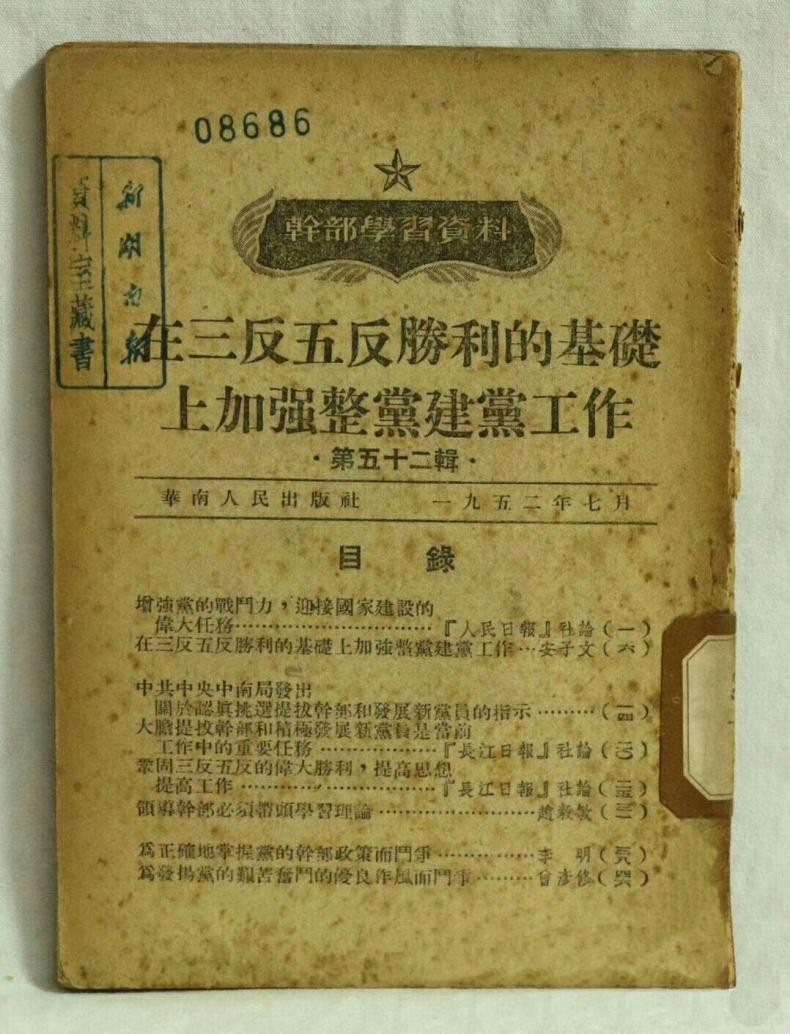 08686
新湖南報
資料室藏書
幹部學習資料
在三反五反勝利的基礎
上加强整黨建黨工作
·第五十二輯·
華南人民出版社 一九五二年七月
目 錄
增強黨的戰鬥力，迎接國家建設的
偉大任務…………………………『人民日報』社論（一）
在三反五反勝利的基礎上加強整黨建黨工作…安子文（六）
中共中央中南局發出
關於認眞挑選提拔幹部和發展新黨員的指示………（一四）
大膽提拔幹部和積極發展新黨員是當前
工作中的重要任務………………『長江日報』社論
鞏固三反五反的偉大勝利，提高思想
提高工作…………………………『長江日報』社論
領導幹部必須帶頭學習理論…………………趙毅敏
爲正確地掌握黨的幹部政策而鬥爭……………李 明
爲發揚黨的艱苦奮鬥的優良作風而鬥爭………曾彥修